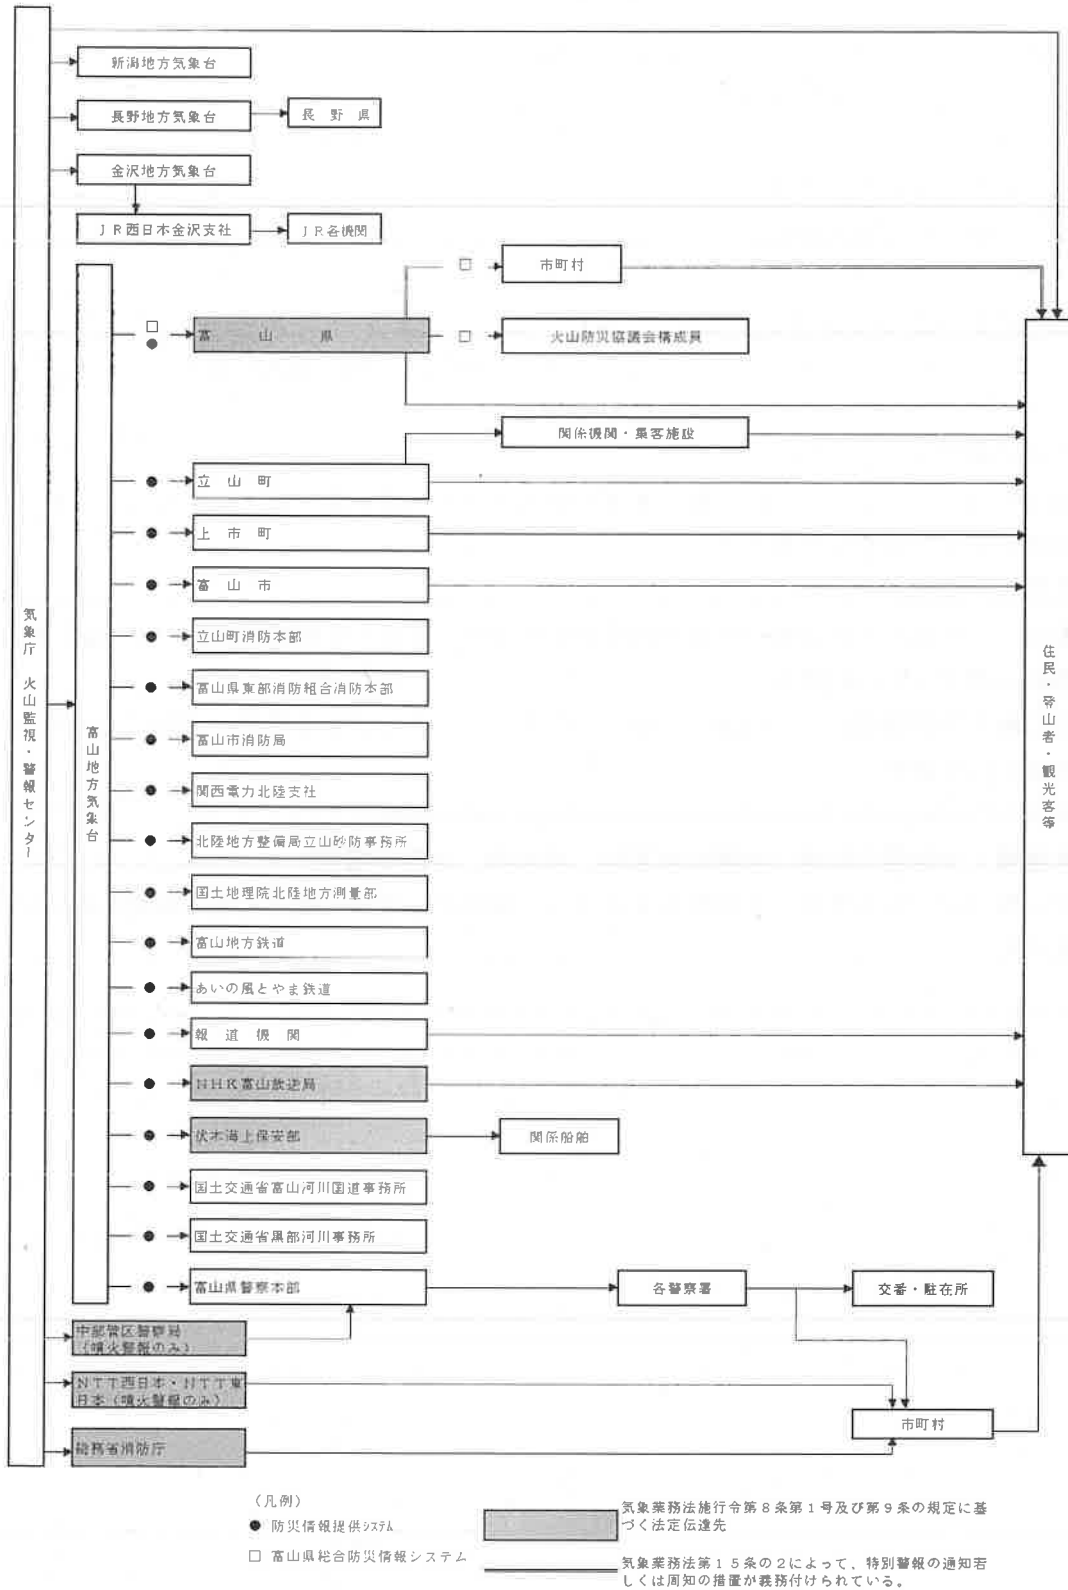 新潟地方気象台
長野地方気象台
長 野 県
金沢地方気象台
JR西日本金沢支社
JR各機関
市町村
富 山 県
火山防災協議会構成員
関係機関・集客施設
立 山 町
上 市 町
富 山 市
立山町消防本部
富山県東部消防組合消防本部
富山市消防局
関西電力北陸支社
北陸地方整備局立山砂防事務所
国土地理院北陸地方測量部
富山地方鉄道
あいの風とやま鉄道
報 道 機 関
NHK富山放送局
伏木海上保安部
関係船舶
国土交通省富山河川国道事務所
国土交通省黒部河川事務所
富山県警察本部
各警察署
交番・駐在所
中部管区警察局
(噴火警報のみ)
NTT西日本・NTT東
日本(噴火警報のみ)
市町村
総務省消防庁
気象庁 火山監視・警報センター
富山地方気象台
住民・登山者・観光客等
(凡例)
● 防災情報提供システム
□ 富山県総合防災情報システム
気象業務法施行令第8条第1号及び第9条の規定に基
づく法定伝達先
気象業務法第15条の2によって、特別警報の通知若
しくは周知の措置が義務付けられている。